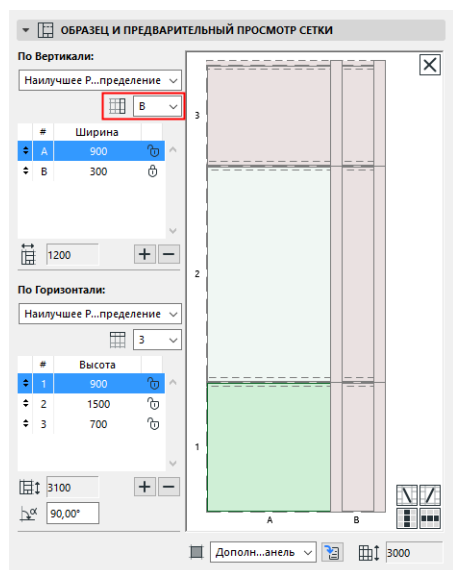 ОБРАЗЕЦ И ПРЕДВАРИТЕЛЬНЫЙ ПРОСМОТР СЕТКИ
По Вертикали:
Наилучшее Р...пределение
B
# Ширина
A 900
B 300
1200
По Горизонтали:
Наилучшее Р...пределение
3
# Высота
1 900
2 1500
3 700
3100
α 90,00°
3
2
1
A B
Дополн...анель
3000